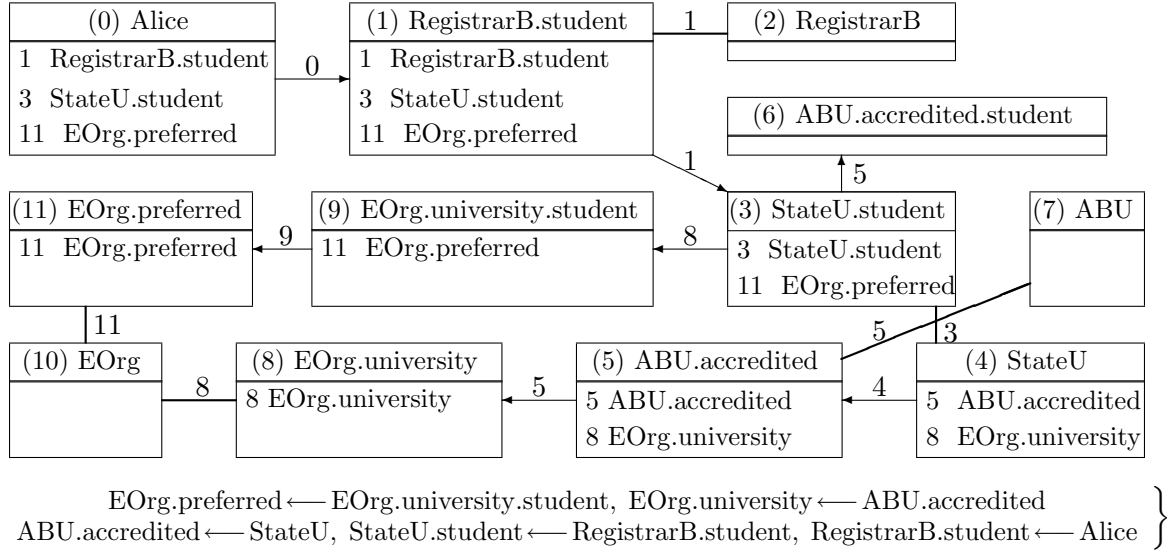 (0) Alice
1 RegistrarB.student
3 StateU.student
11 EOrg.preferred
0
(1) RegistrarB.student
1 RegistrarB.student
3 StateU.student
11 EOrg.preferred
1
(2) RegistrarB
1
(6) ABU.accredited.student
5
(11) EOrg.preferred
11 EOrg.preferred
9
(9) EOrg.university.student
11 EOrg.preferred
8
(3) StateU.student
3 StateU.student
11 EOrg.preferred
(7) ABU
11
5
3
(10) EOrg
8
(8) EOrg.university
8 EOrg.university
5
(5) ABU.accredited
5 ABU.accredited
8 EOrg.university
4
(4) StateU
5 ABU.accredited
8 EOrg.university
EOrg.preferred ⟵ EOrg.university.student, EOrg.university ⟵ ABU.accredited
ABU.accredited ⟵ StateU, StateU.student ⟵ RegistrarB.student, RegistrarB.student ⟵ Alice }